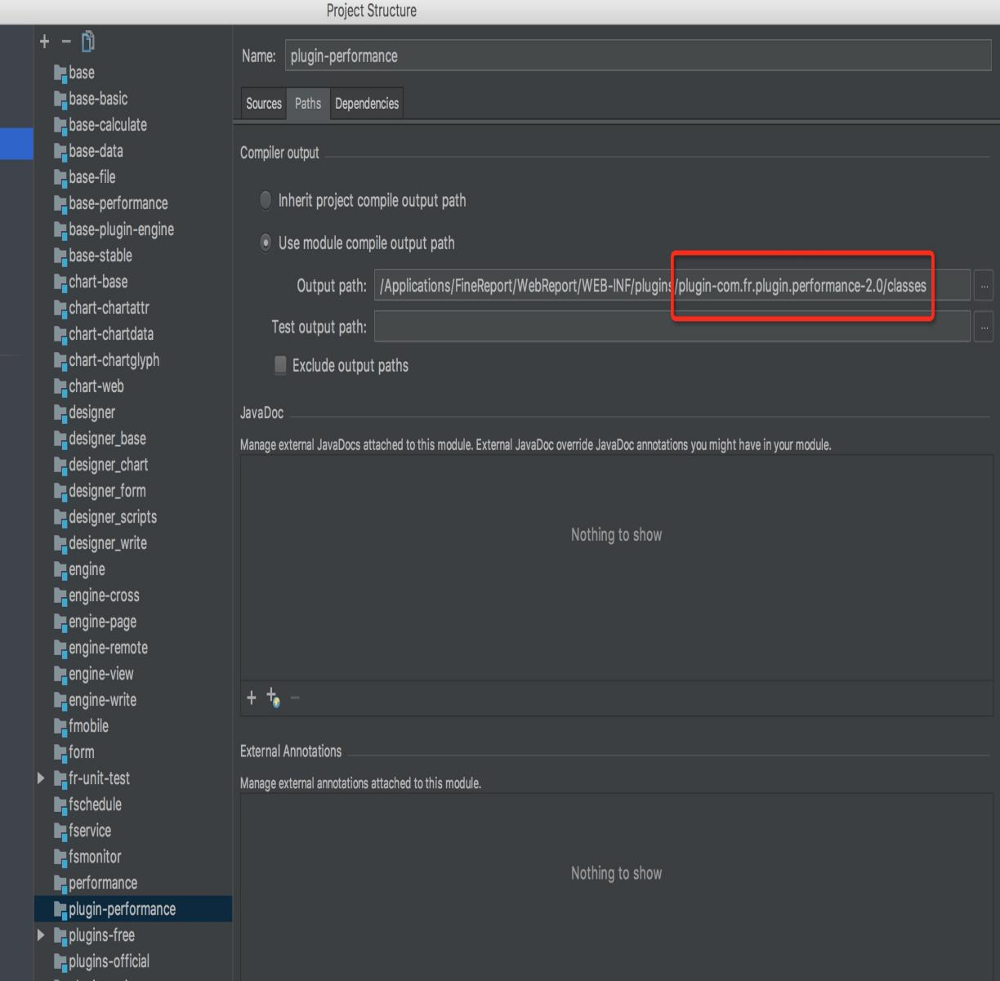 Project Structure
base
base-basic
base-calculate
base-data
base-file
base-performance
base-plugin-engine
base-stable
chart-base
chart-chartattr
chart-chartdata
chart-chartglyph
chart-web
designer
designer_base
designer_chart
designer_form
designer_scripts
designer_write
engine
engine-cross
engine-page
engine-remote
engine-view
engine-write
fmobile
form
fr-unit-test
fschedule
fservice
fsmonitor
performance
plugin-performance
plugins-free
plugins-official
Name: plugin-performance
Sources Paths Dependencies
Compiler output
Inherit project compile output path
Use module compile output path
Output path: /Applications/FineReport/WebReport/WEB-INF/plugins/plugin-com.fr.plugin.performance-2.0/classes ...
Test output path: ...
Exclude output paths
JavaDoc
Manage external JavaDocs attached to this module. External JavaDoc override JavaDoc annotations you might have in your module.
Nothing to show
External Annotations
Manage external annotations attached to this module.
Nothing to show